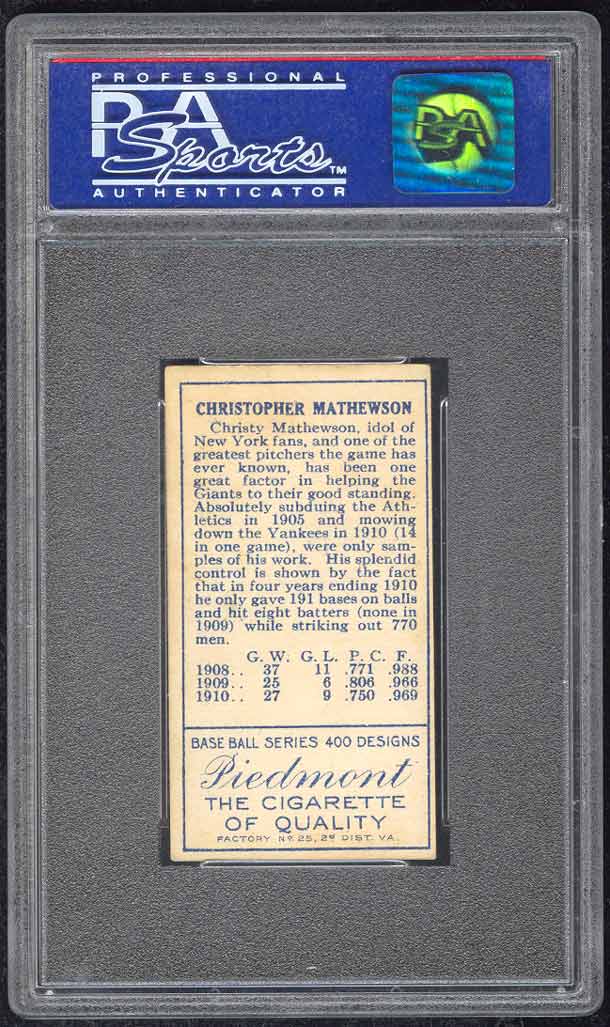 PROFESSIONAL
PSA
Sports™
AUTHENTICATOR
PSA
CHRISTOPHER MATHEWSON
Christy Mathewson, idol of
New York fans, and one of the
greatest pitchers the game has
ever known, has been one
great factor in helping the
Giants to their good standing.
Absolutely subduing the Ath-
letics in 1905 and mowing
down the Yankees in 1910 (14
in one game), were only sam-
ples of his work. His splendid
control is shown by the fact
that in four years ending 1910
he only gave 191 bases on balls
and hit eight batters (none in
1909) while striking out 770
men.
G. W. G. L. P. C. F.
1908.. 37 11 .771 .988
1909.. 25 6 .806 .966
1910.. 27 9 .750 .969
BASE BALL SERIES 400 DESIGNS
Piedmont
THE CIGARETTE
OF QUALITY
FACTORY No. 25, 2d DIST. VA.